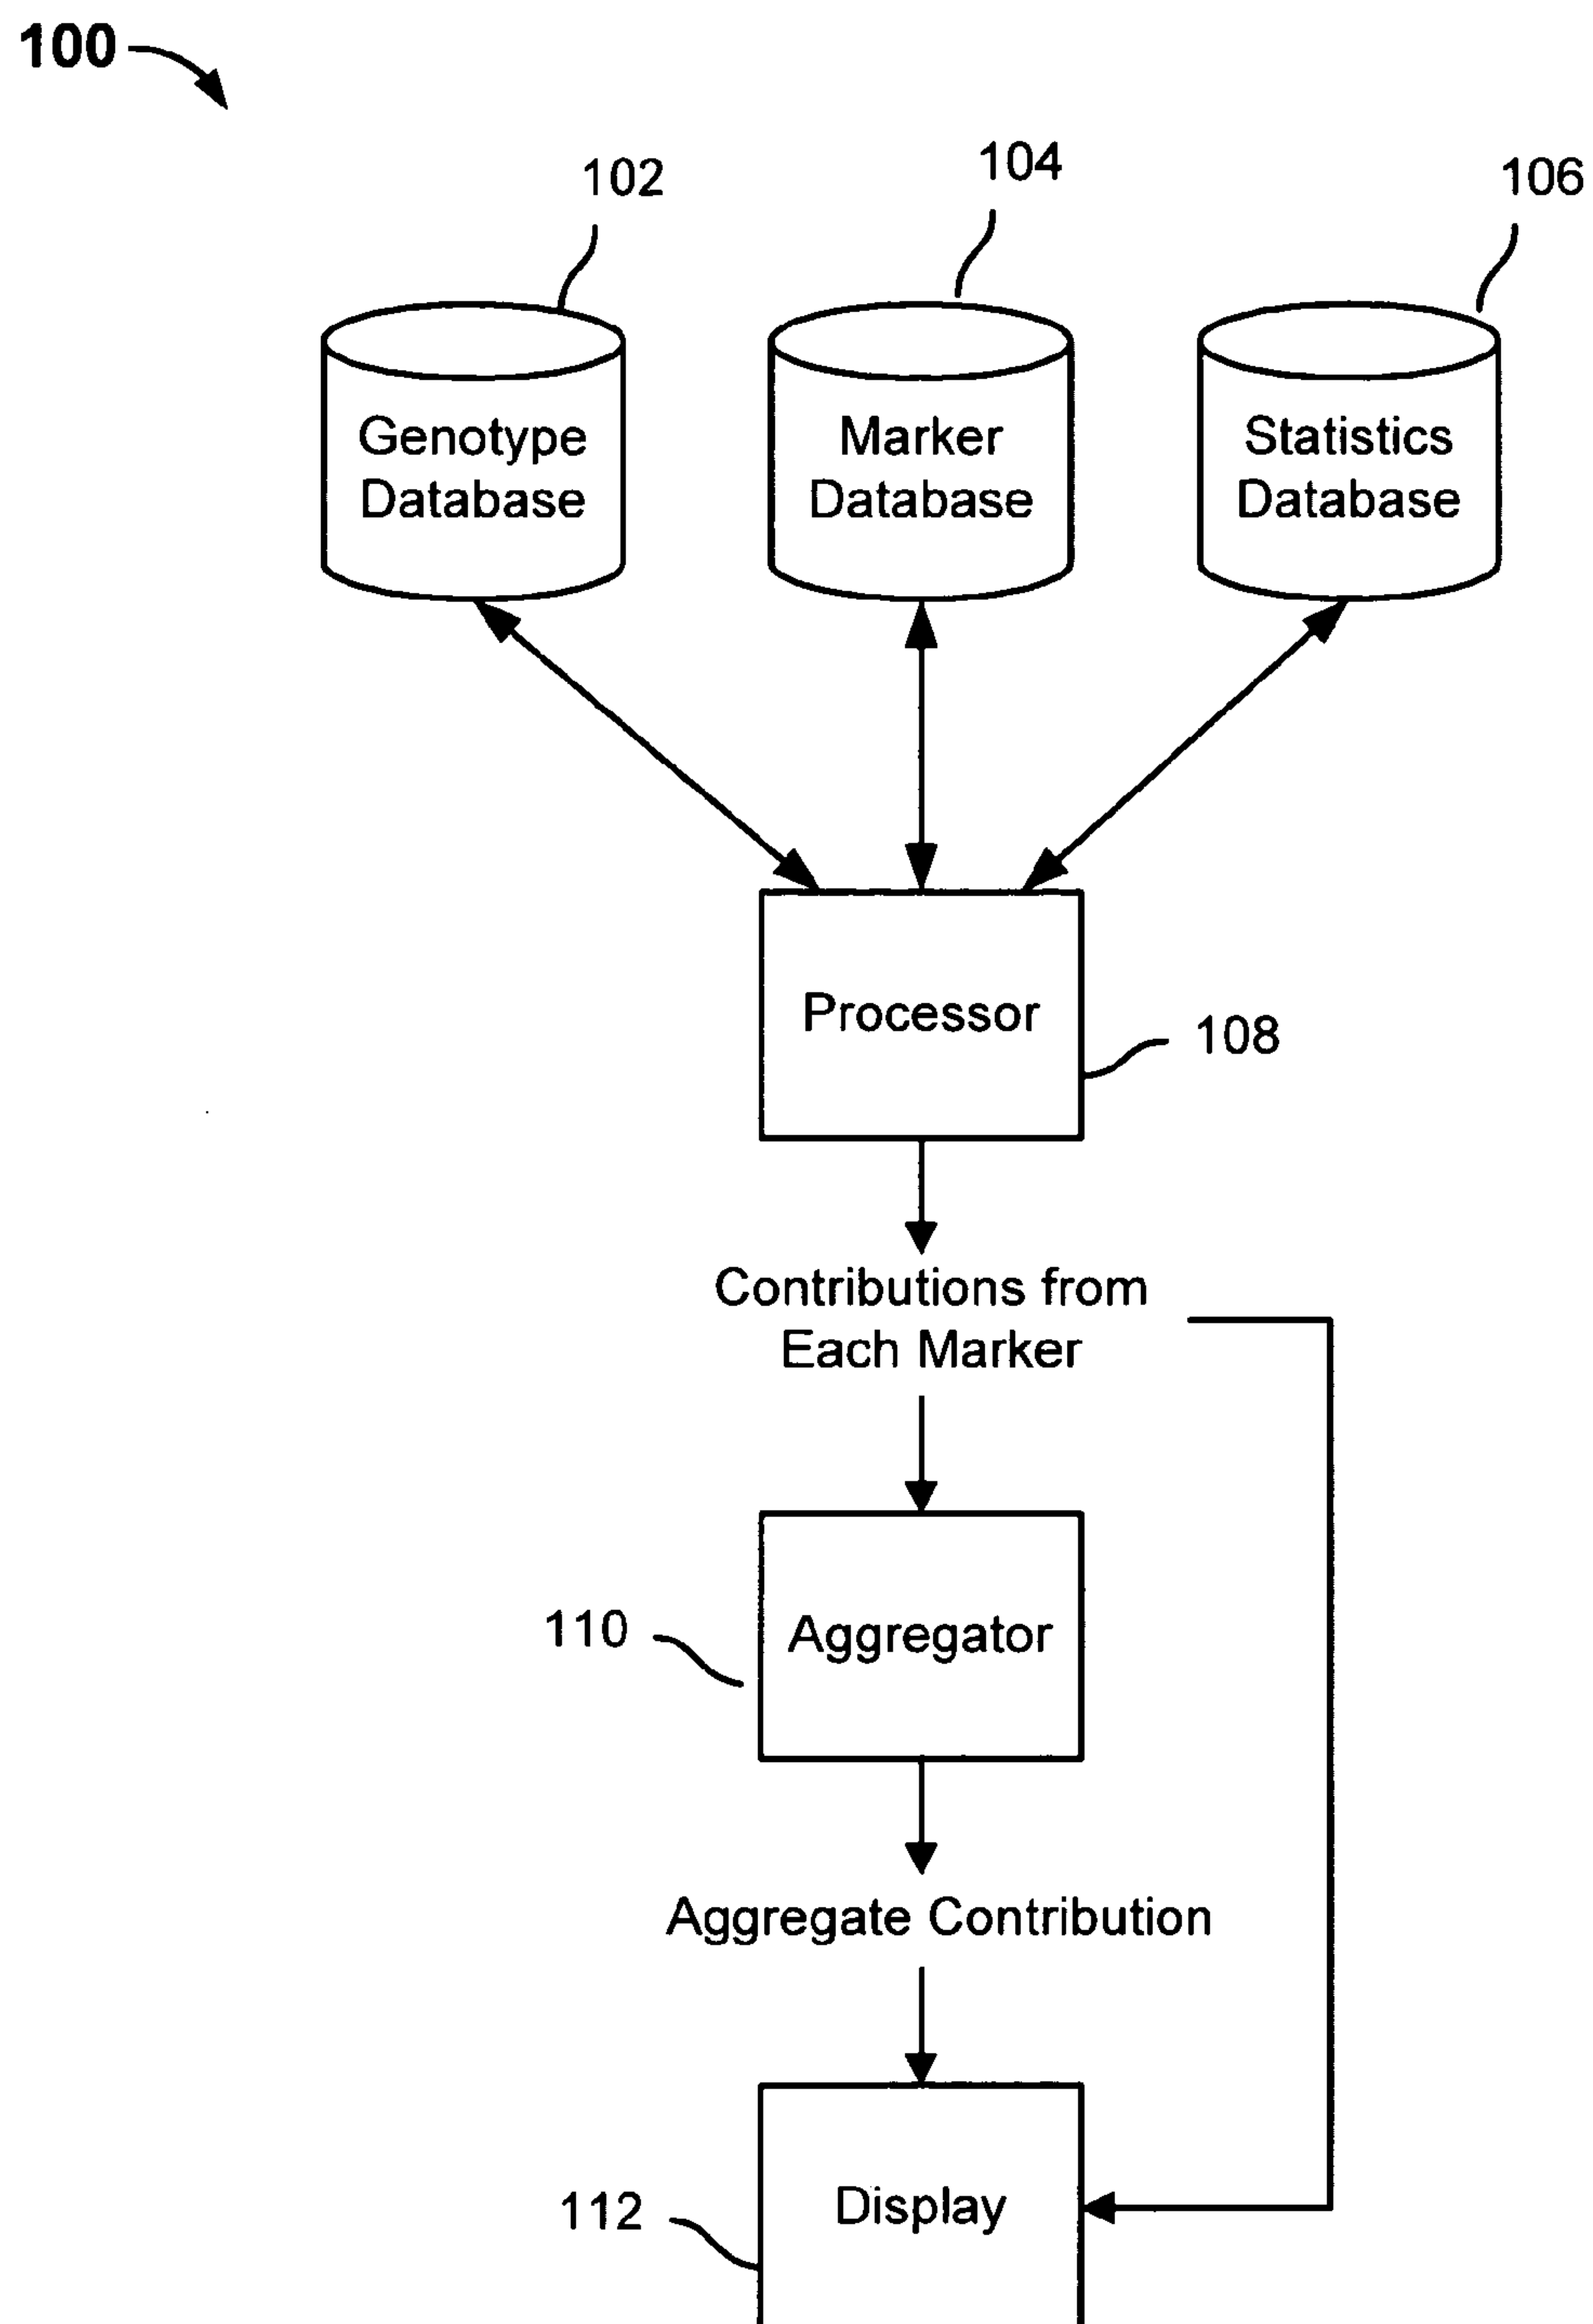 100
102
104
106
Genotype
Database
Marker
Database
Statistics
Database
Processor
108
Contributions from
Each Marker
110
Aggregator
Aggregate Contribution
112
Display